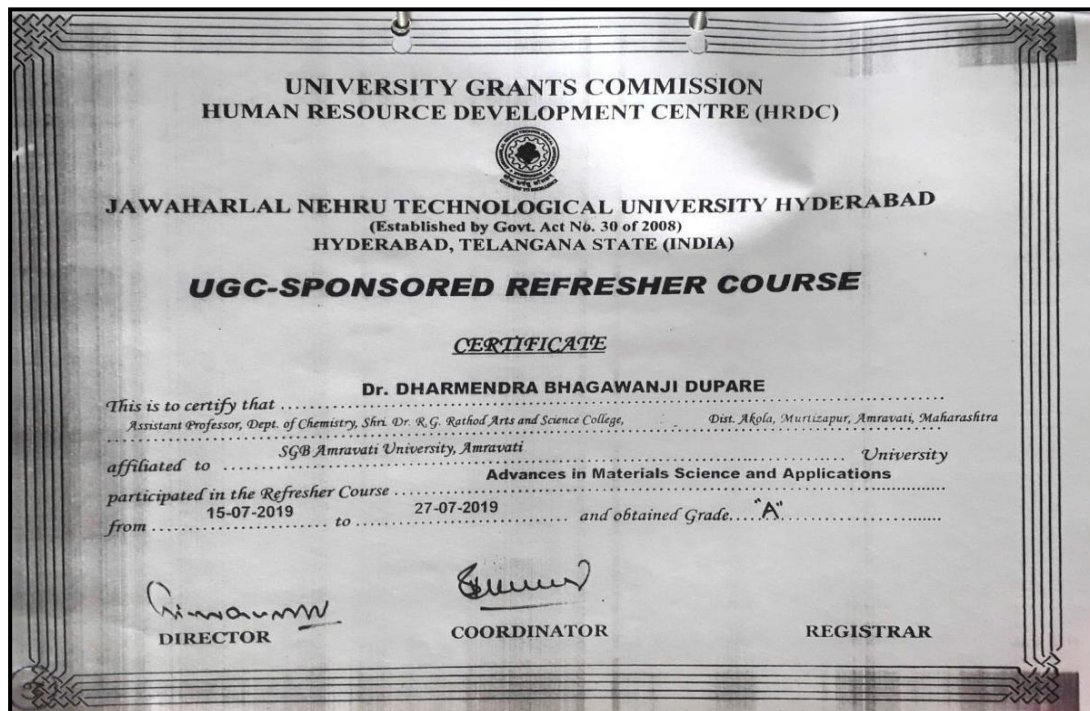 UNIVERSITY GRANTS COMMISSION
HUMAN RESOURCE DEVELOPMENT CENTRE (HRDC)
JAWAHARLAL NEHRU TECHNOLOGICAL UNIVERSITY HYDERABAD
(Established by Govt. Act No. 30 of 2008)
HYDERABAD, TELANGANA STATE (INDIA)
UGC-SPONSORED REFRESHER COURSE
CERTIFICATE
This is to certify that Dr. DHARMENDRA BHAGAWANJI DUPARE
Assistant Professor, Dept. of Chemistry, Shri. Dr. R.G. Rathod Arts and Science College, Dist. Akola, Murtizapur, Amravati, Maharashtra
affiliated to SGB Amravati University, Amravati University
participated in the Refresher Course Advances in Materials Science and Applications
from 15-07-2019 to 27-07-2019 and obtained Grade "A"
DIRECTOR COORDINATOR REGISTRAR